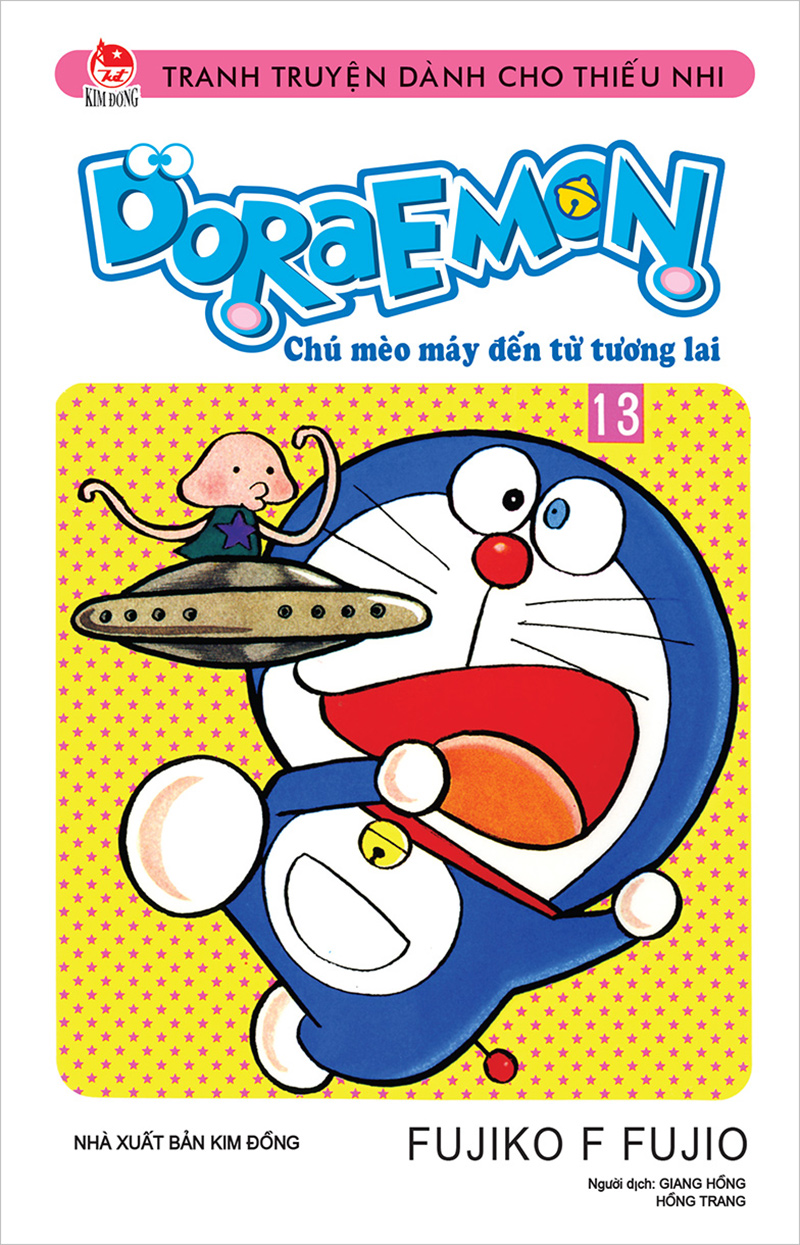 KIM ĐỒNG
TRANH TRUYỆN DÀNH CHO THIẾU NHI
DORAEMON
Chú mèo máy đến từ tương lai
13
NHÀ XUẤT BẢN KIM ĐỒNG
FUJIKO F FUJIO
Người dịch: GIANG HỒNG
HỒNG TRANG